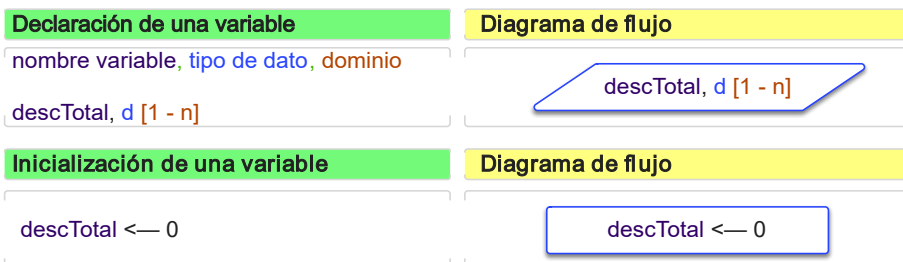 Declaración de una variable
Diagrama de flujo
nombre variable, tipo de dato, dominio
descTotal, d [1 - n]
descTotal, d [1 - n]
Inicialización de una variable
Diagrama de flujo
descTotal <— 0
descTotal <— 0